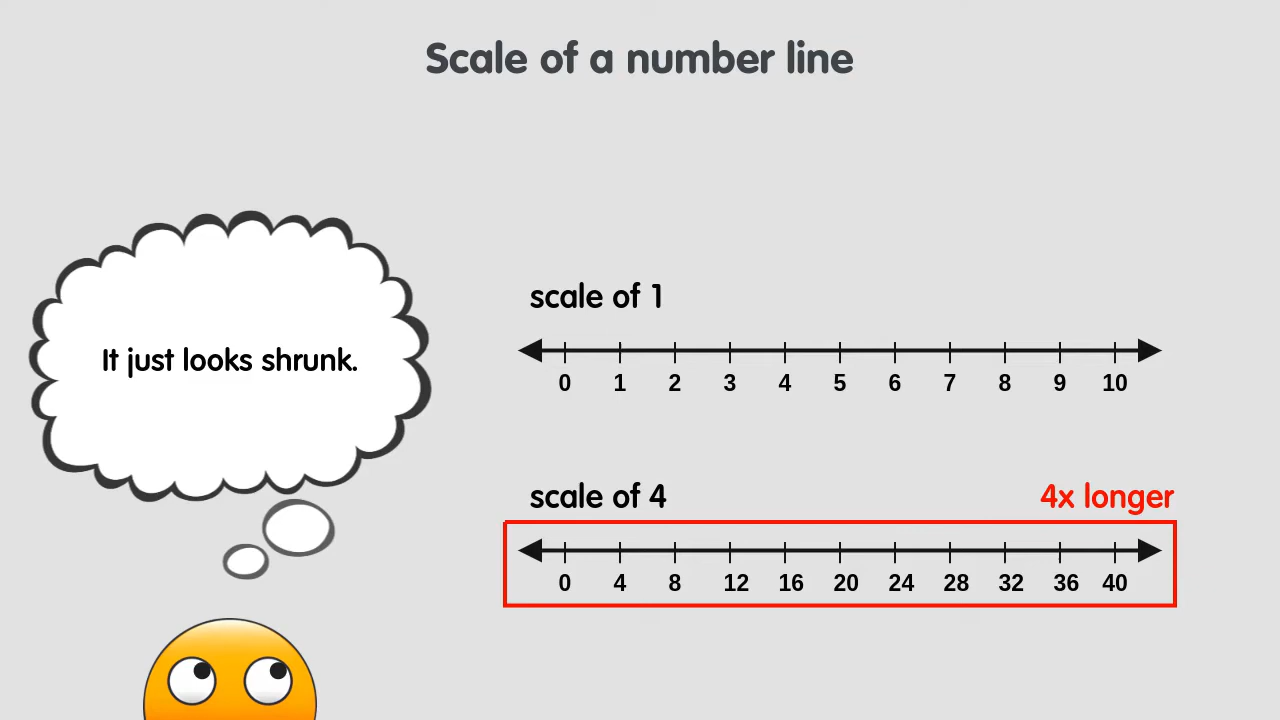 Scale of a number line
It just looks shrunk.
scale of 1
0 1 2 3 4 5 6 7 8 9 10
scale of 4 4x longer
0 4 8 12 16 20 24 28 32 36 40